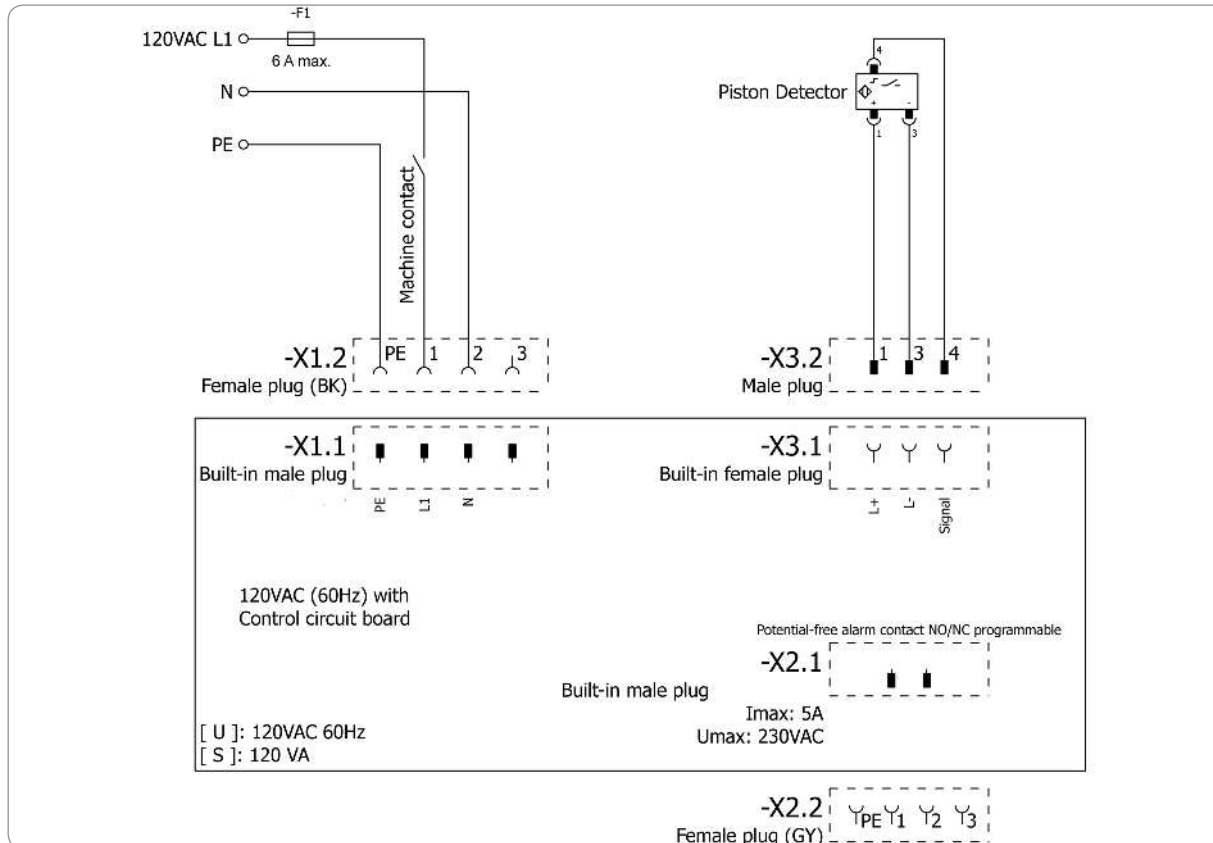 -F1
120VAC L1
6 A max.
N
PE
Machine contact
-X1.2
PE 1 2 3
Female plug (BK)
4
Piston Detector
+ -
1 3
-X3.2
1 3 4
Male plug
-X1.1
Built-in male plug
PE
L1
N
-X3.1
Built-in female plug
L+
L-
Signal
120VAC (60Hz) with
Control circuit board
Potential-free alarm contact NO/NC programmable
-X2.1
Built-in male plug
Imax: 5A
Umax: 230VAC
[ U ]: 120VAC 60Hz
[ S ]: 120 VA
-X2.2
PE 1 2 3
Female plug (GY)